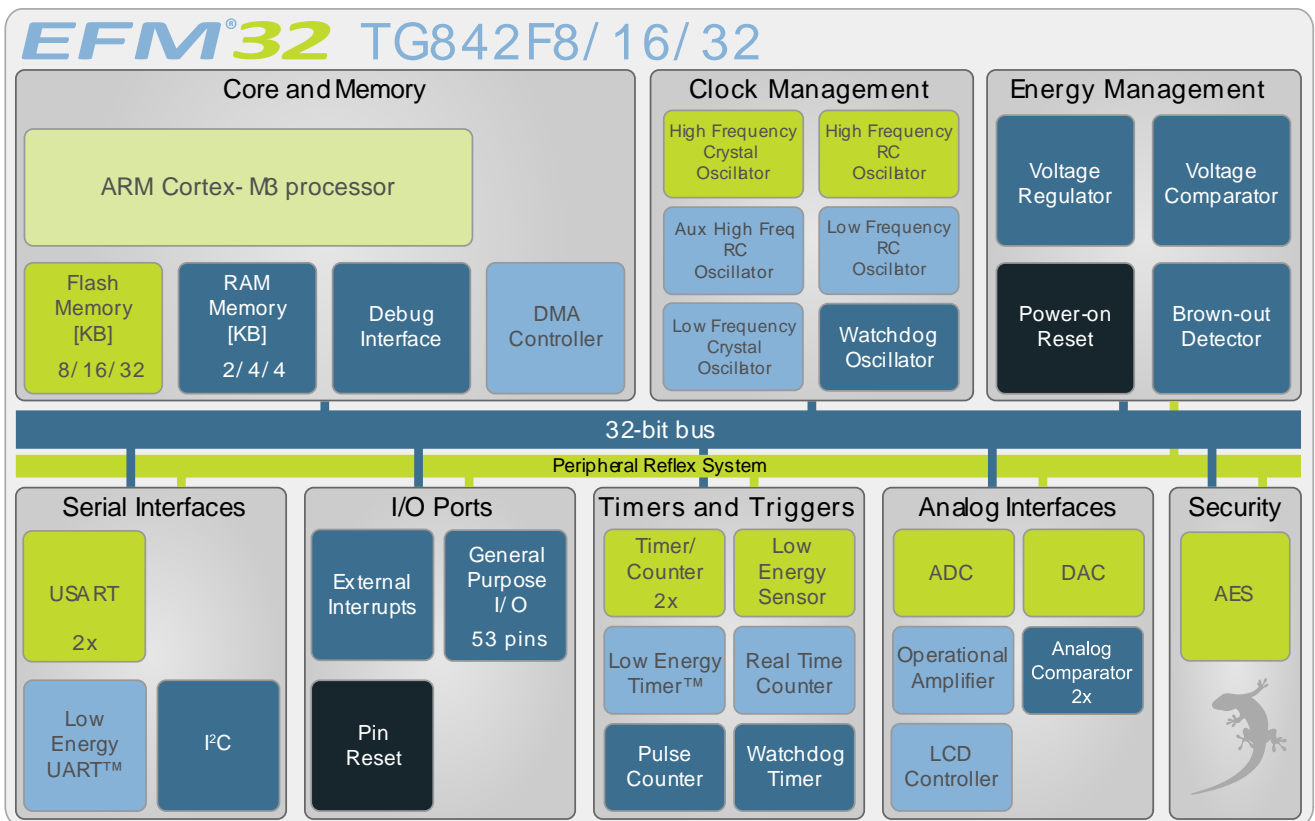 EFM®32 TG842F8/16/32
Core and Memory
ARM Cortex-M3 processor
Flash
Memory
[KB]
8/16/32
RAM
Memory
[KB]
2/4/4
Debug
Interface
DMA
Controller
Clock Management
High Frequency
Crystal
Oscillator
High Frequency
RC
Oscillator
Aux High Freq
RC
Oscillator
Low Frequency
RC
Oscillator
Low Frequency
Crystal
Oscillator
Watchdog
Oscillator
Energy Management
Voltage
Regulator
Voltage
Comparator
Power-on
Reset
Brown-out
Detector
32-bit bus
Peripheral Reflex System
Serial Interfaces
USART
2x
Low
Energy
UART™
I²C
I/O Ports
External
Interrupts
General
Purpose
I/O
53 pins
Pin
Reset
Timers and Triggers
Timer/
Counter
2x
Low
Energy
Sensor
Low Energy
Timer™
Real Time
Counter
Pulse
Counter
Watchdog
Timer
Analog Interfaces
ADC
DAC
Operational
Amplifier
Analog
Comparator
2x
LCD
Controller
Security
AES